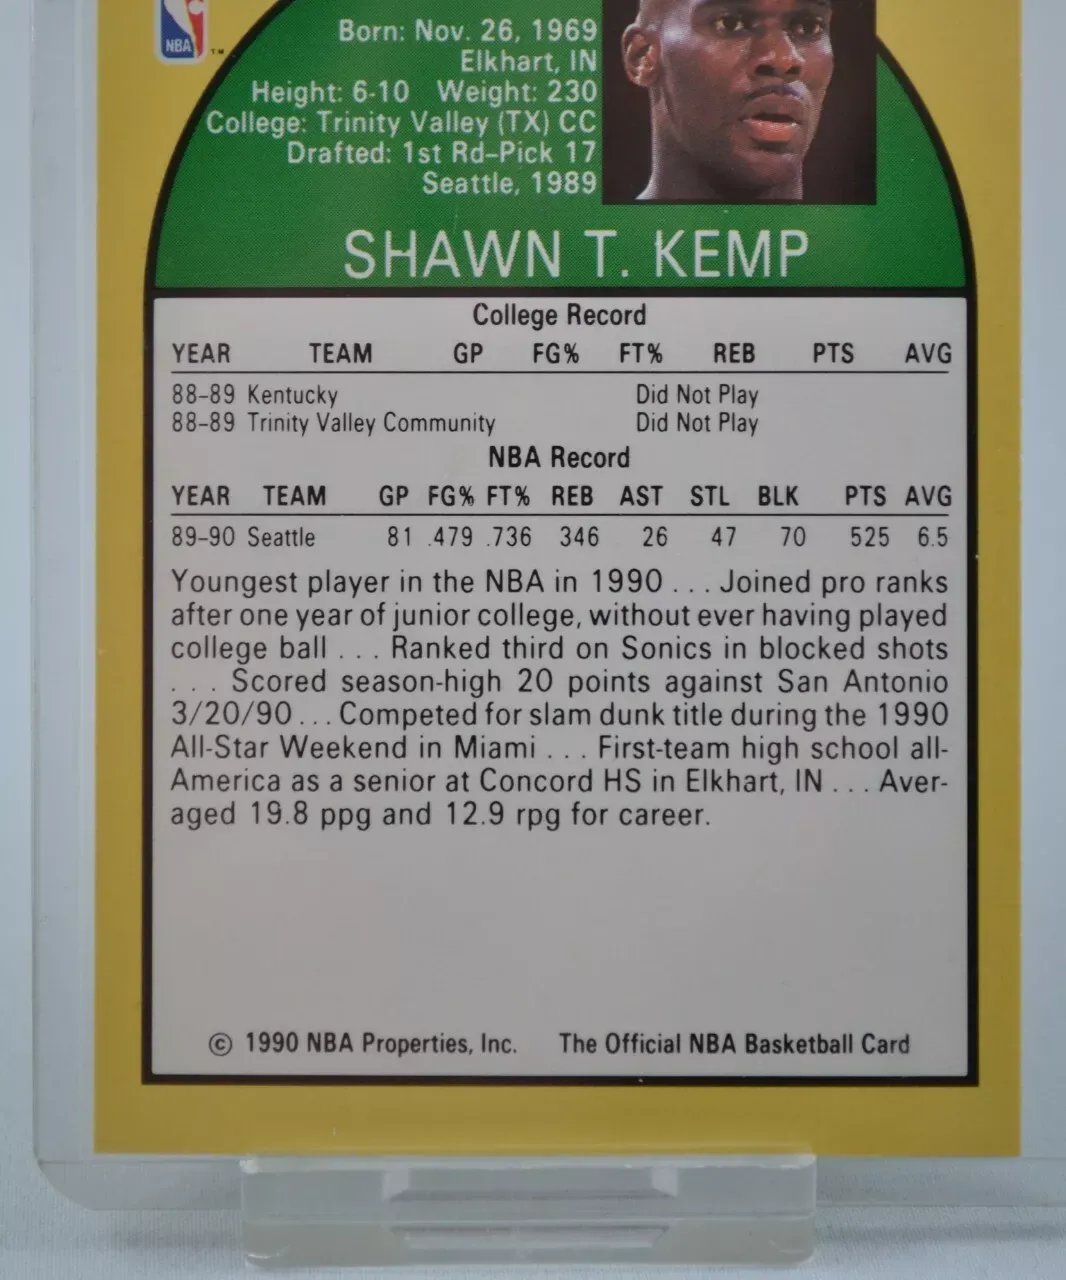 NBA
TM
Born: Nov. 26, 1969
Elkhart, IN
Height: 6-10 Weight: 230
College: Trinity Valley (TX) CC
Drafted: 1st Rd-Pick 17
Seattle, 1989
SHAWN T. KEMP
College Record
YEAR TEAM GP FG% FT% REB PTS AVG
88-89 Kentucky Did Not Play
88-89 Trinity Valley Community Did Not Play
NBA Record
YEAR TEAM GP FG% FT% REB AST STL BLK PTS AVG
89-90 Seattle 81 .479 .736 346 26 47 70 525 6.5
Youngest player in the NBA in 1990 . . . Joined pro ranks
after one year of junior college, without ever having played
college ball . . . Ranked third on Sonics in blocked shots
. . . Scored season-high 20 points against San Antonio
3/20/90 . . . Competed for slam dunk title during the 1990
All-Star Weekend in Miami . . . First-team high school all-
America as a senior at Concord HS in Elkhart, IN . . . Aver-
aged 19.8 ppg and 12.9 rpg for career.
© 1990 NBA Properties, Inc. The Official NBA Basketball Card